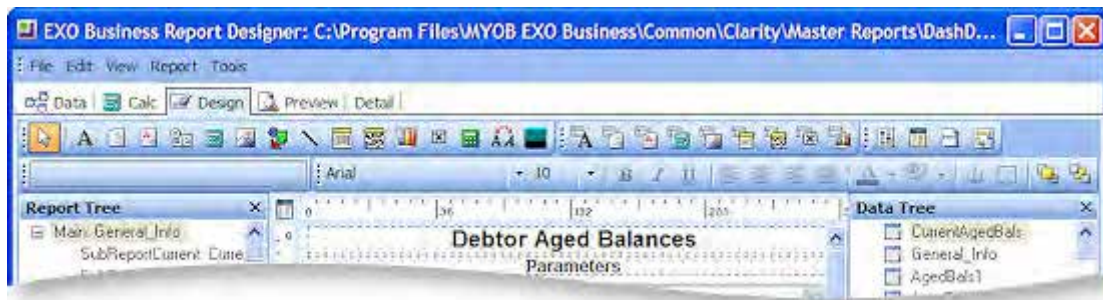 EXO Business Report Designer: C:\Program Files\MYOB EXO Business\Common\Clarity\Master Reports\DashD...
File Edit View Report Tools
Data Calc Design Preview Detail
Arial 10 B I U
Report Tree Data Tree
Main: General_Info
Debtor Aged Balances
CurrentAgedBals
General_Info
Parameters
AgedBals1